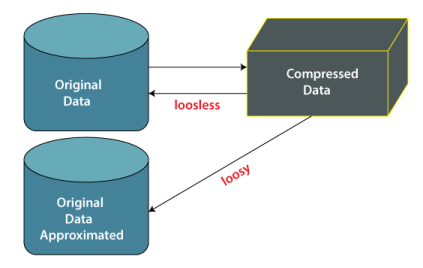 Original
Data
Compressed
Data
loosless
loosy
Original
Data
Approximated